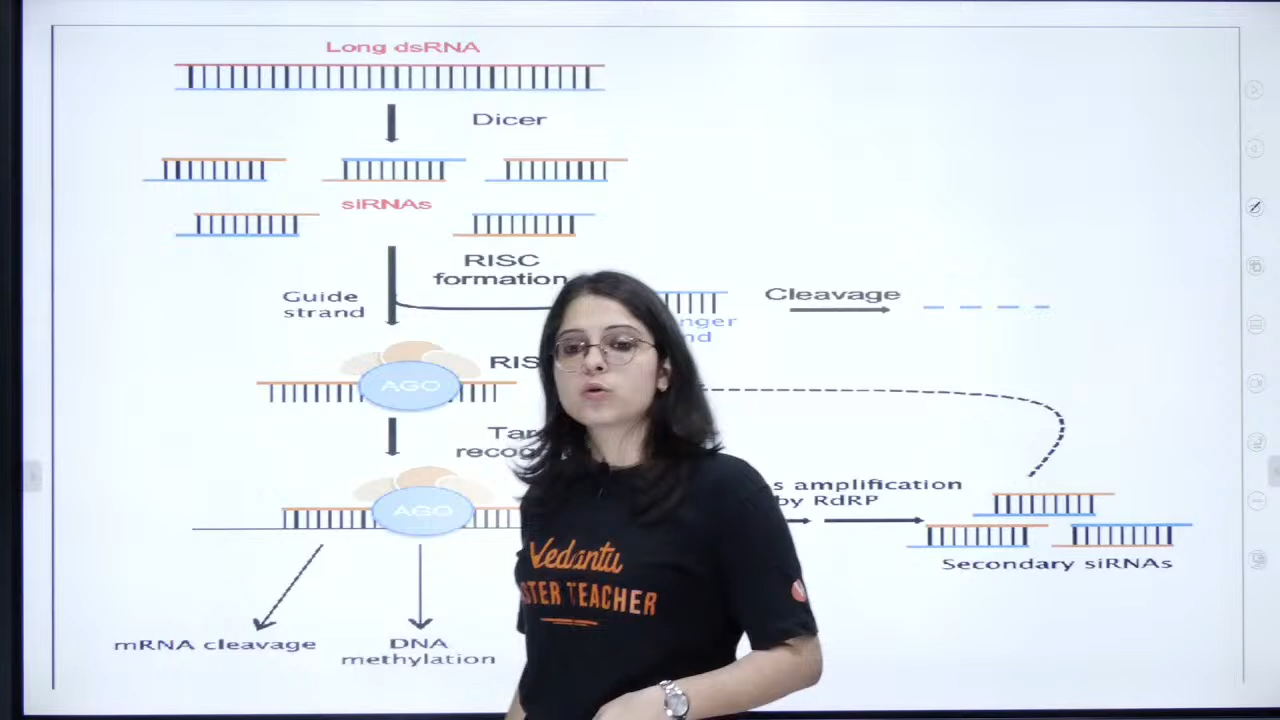 Long dsRNA
Dicer
siRNAs
RISC
formation
Guide
strand
Cleavage
AGO
AGO
amplification
by RdRP
Secondary siRNAs
mRNA cleavage
DNA
methylation
Vedantu
TEACHER